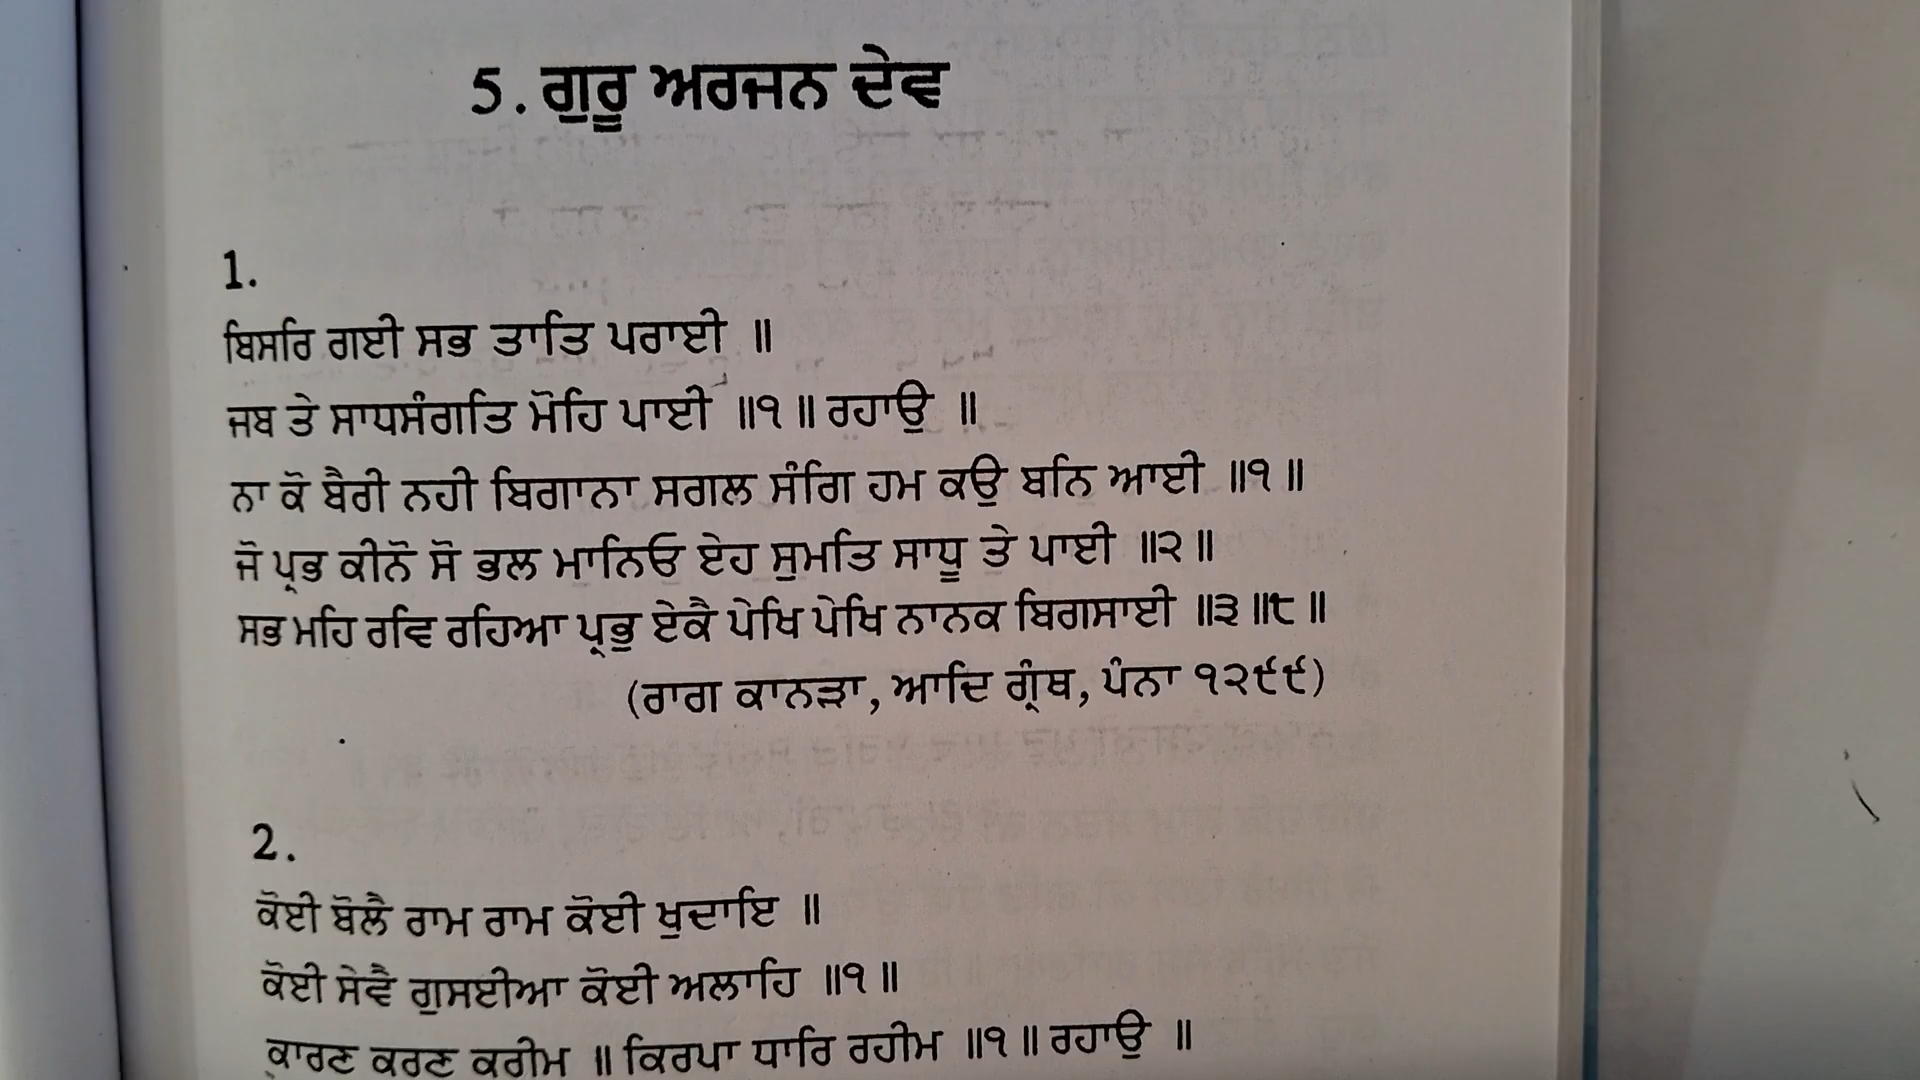 5. ਗੁਰੂ ਅਰਜਨ ਦੇਵ
1.
ਬਿਸਰਿ ਗਈ ਸਭ ਤਾਤਿ ਪਰਾਈ ॥
ਜਬ ਤੇ ਸਾਧਸੰਗਤਿ ਮੋਹਿ ਪਾਈ ॥੧॥ ਰਹਾਉ ॥
ਨਾ ਕੋ ਬੈਰੀ ਨਹੀ ਬਿਗਾਨਾ ਸਗਲ ਸੰਗਿ ਹਮ ਕਉ ਬਨਿ ਆਈ ॥੧॥
ਜੋ ਪ੍ਰਭ ਕੀਨੋ ਸੋ ਭਲ ਮਾਨਿਓ ਏਹ ਸੁਮਤਿ ਸਾਧੂ ਤੇ ਪਾਈ ॥੨॥
ਸਭ ਮਹਿ ਰਵਿ ਰਹਿਆ ਪ੍ਰਭੁ ਏਕੈ ਪੇਖਿ ਪੇਖਿ ਨਾਨਕ ਬਿਗਸਾਈ ॥੩॥੮॥
(ਰਾਗ ਕਾਨੜਾ, ਆਦਿ ਗ੍ਰੰਥ, ਪੰਨਾ ੧੨੯੯)
2.
ਕੋਈ ਬੋਲੈ ਰਾਮ ਰਾਮ ਕੋਈ ਖੁਦਾਇ ॥
ਕੋਈ ਸੇਵੈ ਗੁਸਈਆ ਕੋਈ ਅਲਾਹਿ ॥੧॥
ਕਾਰਣ ਕਰਣ ਕਰੀਮ ॥ ਕਿਰਪਾ ਧਾਰਿ ਰਹੀਮ ॥੧॥ ਰਹਾਉ ॥